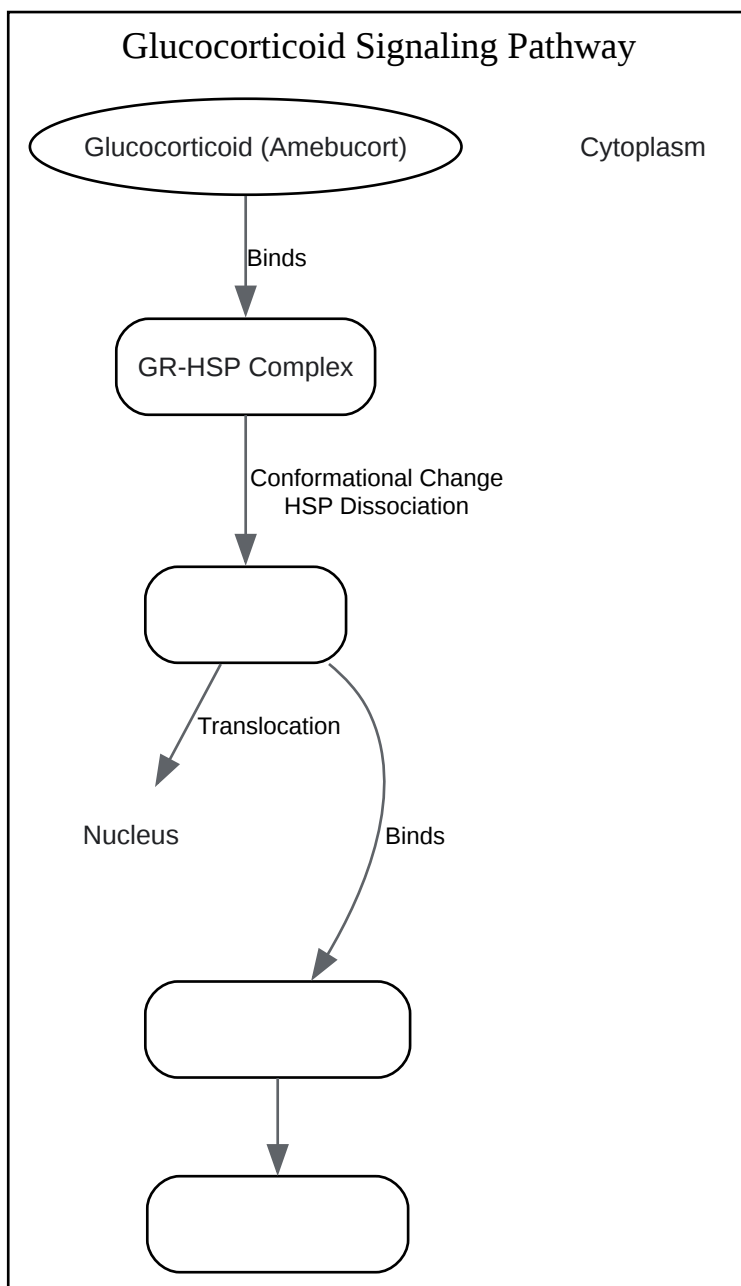 Glucocorticoid Signaling Pathway
Glucocorticoid (Amebucort)
Cytoplasm
Binds
GR-HSP Complex
Conformational Change
HSP Dissociation
Translocation
Nucleus
Binds